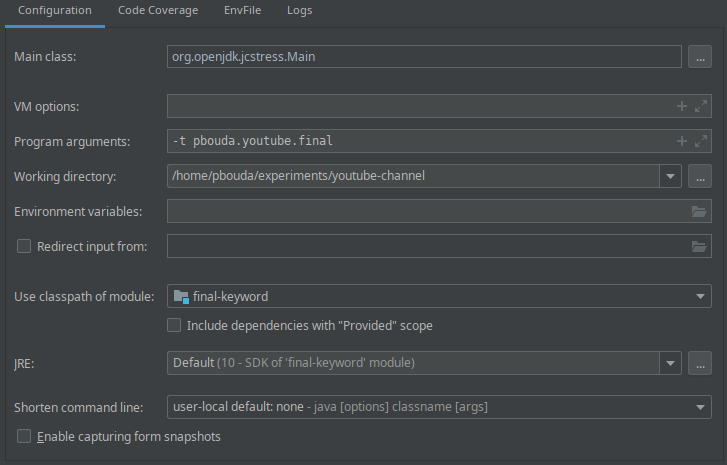 Configuration Code Coverage EnvFile Logs
Main class: org.openjdk.jcstress.Main ...
VM options:
Program arguments: -t pbouda.youtube.final
Working directory: /home/pbouda/experiments/youtube-channel ...
Environment variables:
Redirect input from:
Use classpath of module: final-keyword
Include dependencies with "Provided" scope
JRE: Default (10 - SDK of 'final-keyword' module) ...
Shorten command line: user-local default: none - java [options] classname [args]
Enable capturing form snapshots